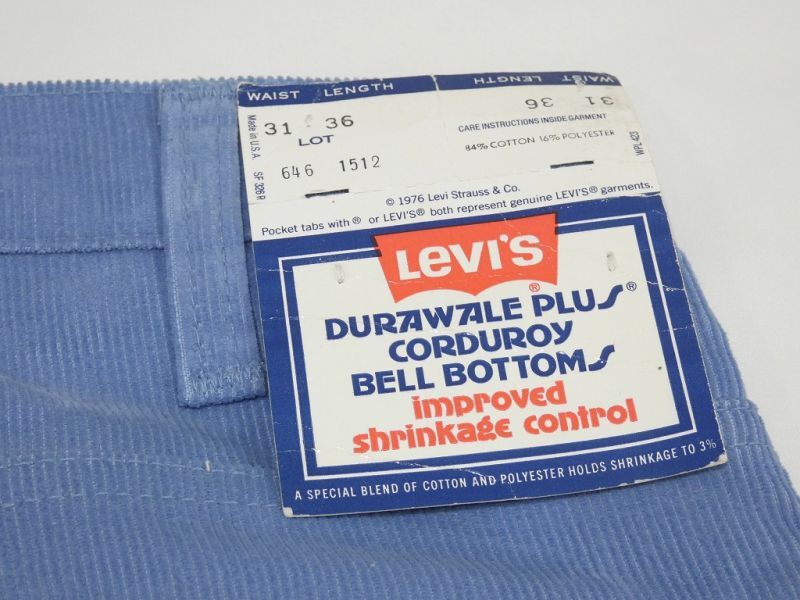 WAIST LENGTH
31 36
LOT
646 1512
Made in U.S.A. SF 326 R
WAIST LENGTH
31 36
CARE INSTRUCTIONS INSIDE GARMENT
84% COTTON 16% POLYESTER
WPL 423
© 1976 Levi Strauss & Co.
Pocket tabs with ® or LEVI'S® both represent genuine LEVI'S® garments.
LEVI'S
®
DURAWALE PLUS®
CORDUROY
BELL BOTTOMS
improved
shrinkage control
A SPECIAL BLEND OF COTTON AND POLYESTER HOLDS SHRINKAGE TO 3%